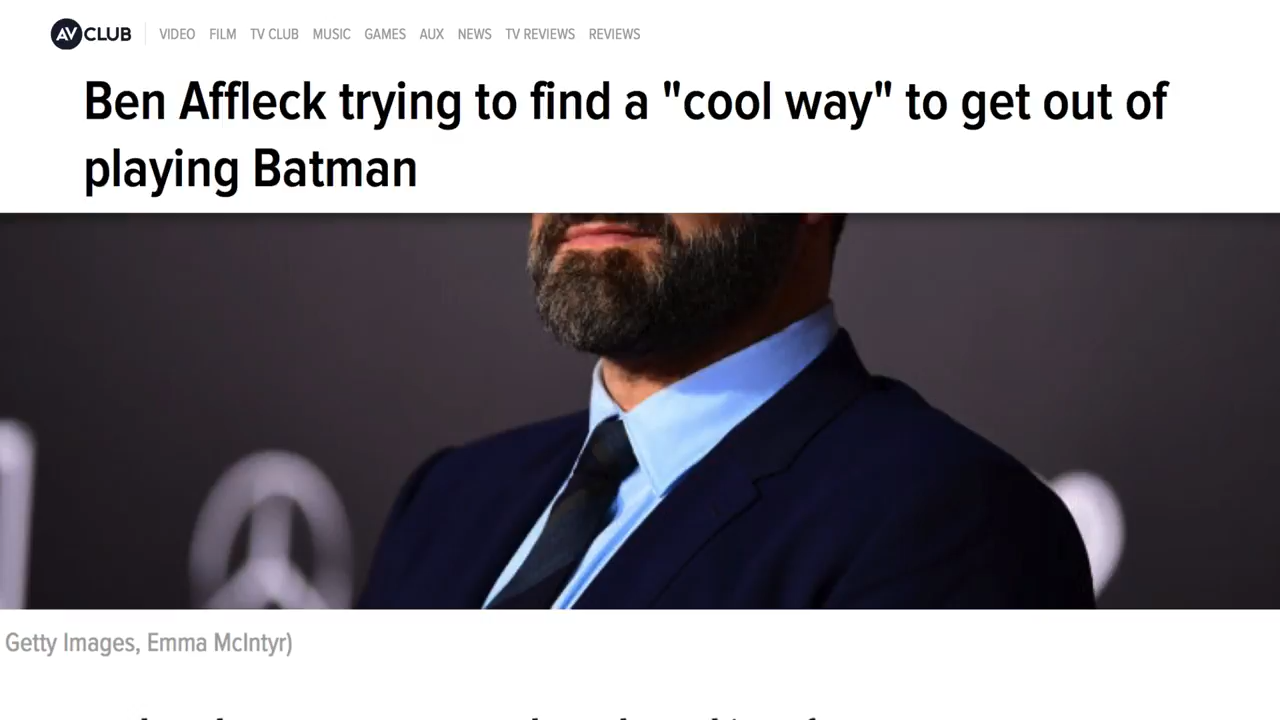 AV CLUB VIDEO FILM TV CLUB MUSIC GAMES AUX NEWS TV REVIEWS REVIEWS
Ben Affleck trying to find a "cool way" to get out of
playing Batman
Getty Images, Emma McIntyr)